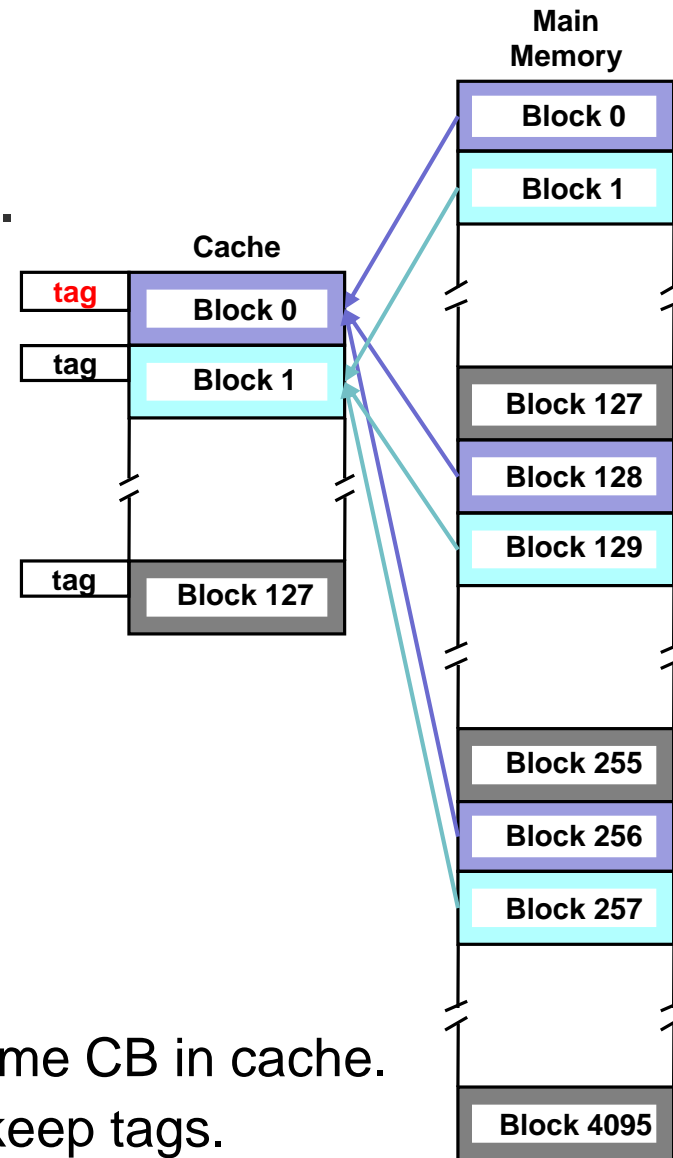 Main
Memory
Block 0
Block 1
.
Cache
tag
Block 0
tag
Block 1
Block 127
Block 128
Block 129
tag
Block 127
Block 255
Block 256
Block 257
me CB in cache.
keep tags.
Block 4095